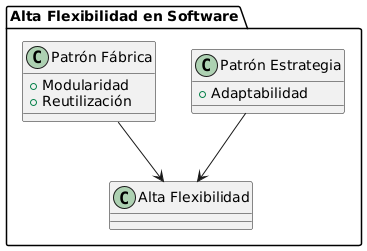 Alta Flexibilidad en Software
C Patrón Fábrica
Modularidad
Reutilización
C Patrón Estrategia
Adaptabilidad
C Alta Flexibilidad